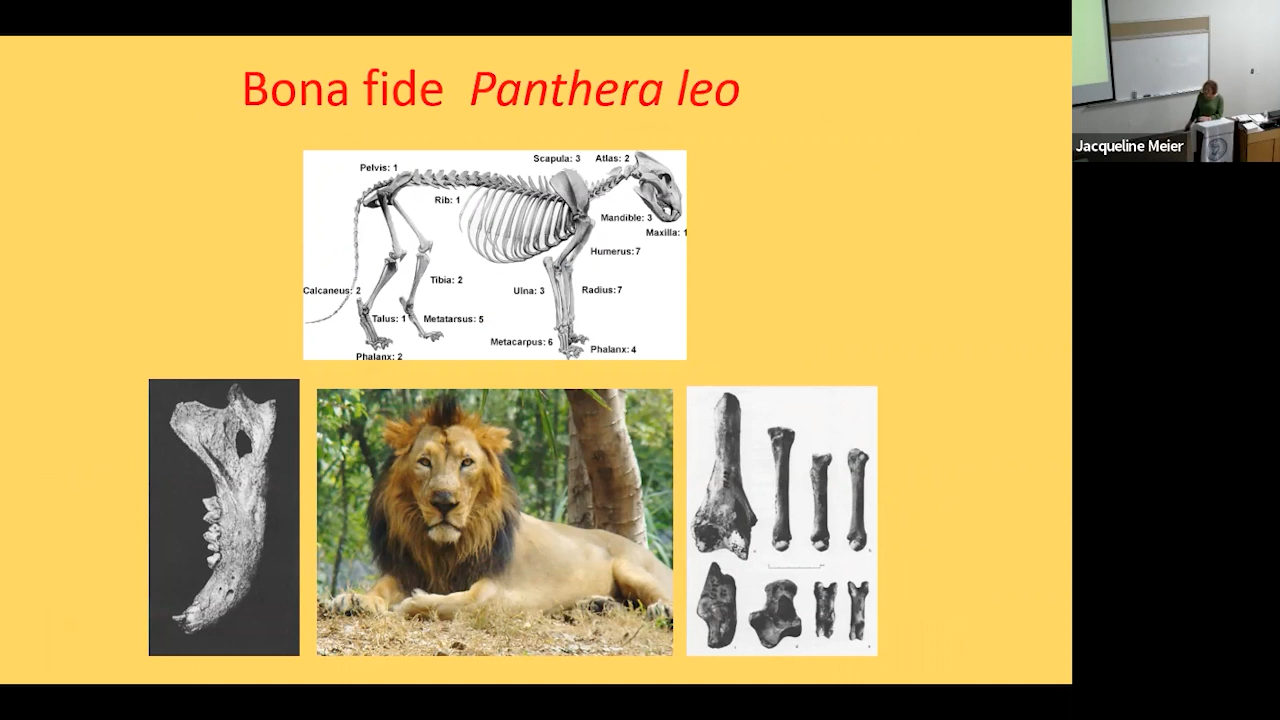 Bona fide Panthera leo
Jacqueline Meier
Scapula: 3 Atlas: 2
Pelvis: 1
Rib: 1
Mandible: 3
Maxilla: 1
Humerus: 7
Tibia: 2
Calcaneus: 2
Ulna: 3
Radius: 7
Talus: 1
Metatarsus: 5
Metacarpus: 6
Phalanx: 4
Phalanx: 2